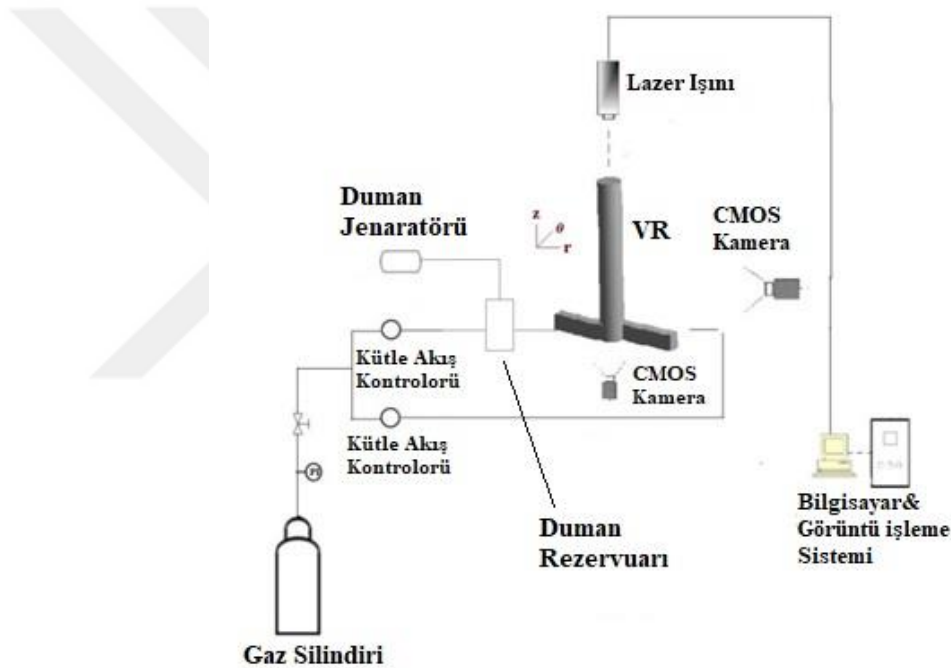 Lazer Işını
Duman
Jenaratörü
z
θ
r
VR
CMOS
Kamera
Kütle Akış
Kontrolorü
CMOS
Kamera
Kütle Akış
Kontrolorü
PI
Duman
Rezervuarı
Bilgisayar&
Görüntü işleme
Sistemi
Gaz Silindiri